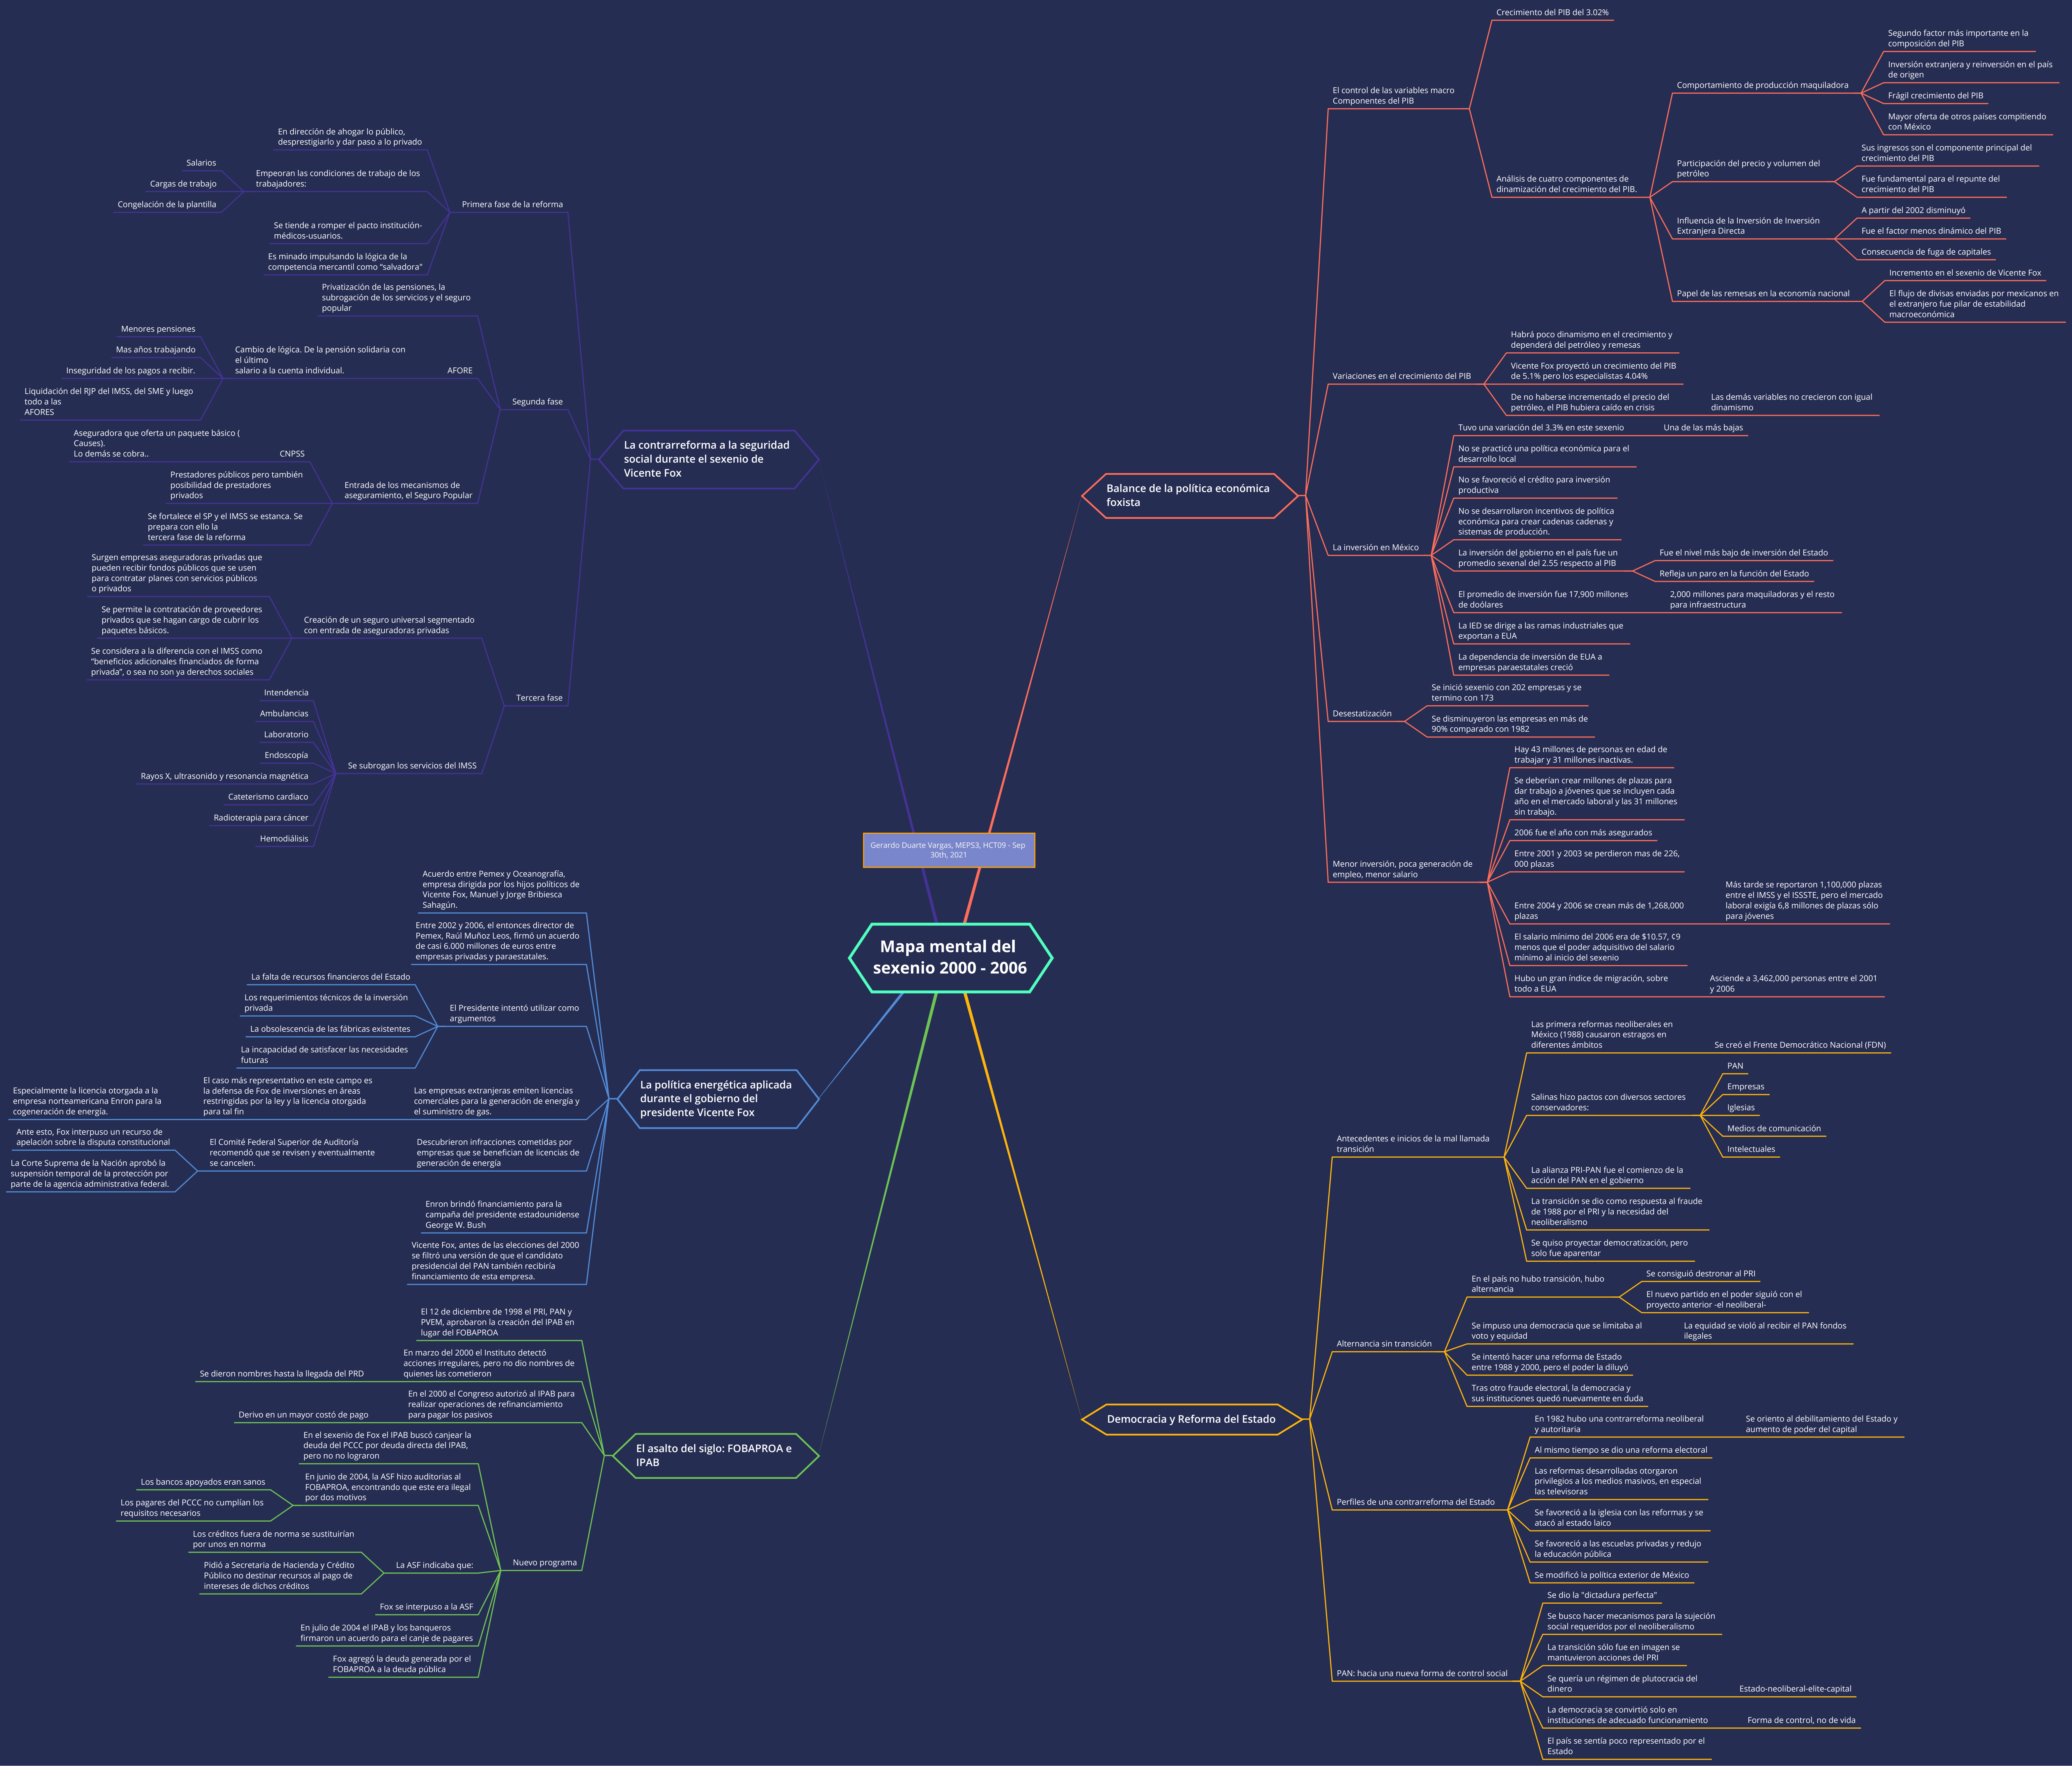 Mapa mental del
sexenio 2000 - 2006
Gerardo Duarte Vargas, MEPS3, HCT09 - Sep
30th, 2021
La contrarreforma a la seguridad
social durante el sexenio de
Vicente Fox
Primera fase de la reforma
En dirección de ahogar lo público,
desprestigiarlo y dar paso a lo privado
Empeoran las condiciones de trabajo de los
trabajadores:
Salarios
Cargas de trabajo
Congelación de la plantilla
Se tiende a romper el pacto institución-
médicos-usuarios.
Es minado impulsando la lógica de la
competencia mercantil como “salvadora”
Segunda fase
Privatización de las pensiones, la
subrogación de los servicios y el seguro
popular
AFORE
Cambio de lógica. De la pensión solidaria con
el último
salario a la cuenta individual.
Menores pensiones
Mas años trabajando
Inseguridad de los pagos a recibir.
Liquidación del RJP del IMSS, del SME y luego
todo a las
AFORES
Entrada de los mecanismos de
aseguramiento, el Seguro Popular
CNPSS
Aseguradora que oferta un paquete básico (
Causes).
Lo demás se cobra..
Prestadores públicos pero también
posibilidad de prestadores
privados
Se fortalece el SP y el IMSS se estanca. Se
prepara con ello la
tercera fase de la reforma
Tercera fase
Creación de un seguro universal segmentado
con entrada de aseguradoras privadas
Surgen empresas aseguradoras privadas que
pueden recibir fondos públicos que se usen
para contratar planes con servicios públicos
o privados
Se permite la contratación de proveedores
privados que se hagan cargo de cubrir los
paquetes básicos.
Se considera a la diferencia con el IMSS como
“beneficios adicionales financiados de forma
privada”, o sea no son ya derechos sociales
Se subrogan los servicios del IMSS
Intendencia
Ambulancias
Laboratorio
Endoscopía
Rayos X, ultrasonido y resonancia magnética
Cateterismo cardiaco
Radioterapia para cáncer
Hemodiálisis
La política energética aplicada
durante el gobierno del
presidente Vicente Fox
Acuerdo entre Pemex y Oceanografía,
empresa dirigida por los hijos políticos de
Vicente Fox, Manuel y Jorge Bribiesca
Sahagún.
Entre 2002 y 2006, el entonces director de
Pemex, Raúl Muñoz Leos, firmó un acuerdo
de casi 6.000 millones de euros entre
empresas privadas y paraestatales.
El Presidente intentó utilizar como
argumentos
La falta de recursos financieros del Estado
Los requerimientos técnicos de la inversión
privada
La obsolescencia de las fábricas existentes
La incapacidad de satisfacer las necesidades
futuras
Las empresas extranjeras emiten licencias
comerciales para la generación de energía y
el suministro de gas.
El caso más representativo en este campo es
la defensa de Fox de inversiones en áreas
restringidas por la ley y la licencia otorgada
para tal fin
Especialmente la licencia otorgada a la
empresa norteamericana Enron para la
cogeneración de energía.
Descubrieron infracciones cometidas por
empresas que se benefician de licencias de
generación de energía
El Comité Federal Superior de Auditoría
recomendó que se revisen y eventualmente
se cancelen.
Ante esto, Fox interpuso un recurso de
apelación sobre la disputa constitucional
La Corte Suprema de la Nación aprobó la
suspensión temporal de la protección por
parte de la agencia administrativa federal.
Enron brindó financiamiento para la
campaña del presidente estadounidense
George W. Bush
Vicente Fox, antes de las elecciones del 2000
se filtró una versión de que el candidato
presidencial del PAN también recibiría
financiamiento de esta empresa.
El asalto del siglo: FOBAPROA e
IPAB
El 12 de diciembre de 1998 el PRI, PAN y
PVEM, aprobaron la creación del IPAB en
lugar del FOBAPROA
En marzo del 2000 el Instituto detectó
acciones irregulares, pero no dio nombres de
quienes las cometieron
Se dieron nombres hasta la llegada del PRD
En el 2000 el Congreso autorizó al IPAB para
realizar operaciones de refinanciamiento
para pagar los pasivos
Derivo en un mayor costó de pago
Nuevo programa
En el sexenio de Fox el IPAB buscó canjear la
deuda del PCCC por deuda directa del IPAB,
pero no no lograron
En junio de 2004, la ASF hizo auditorias al
FOBAPROA, encontrando que este era ilegal
por dos motivos
Los bancos apoyados eran sanos
Los pagares del PCCC no cumplían los
requisitos necesarios
La ASF indicaba que:
Los créditos fuera de norma se sustituirían
por unos en norma
Pidió a Secretaria de Hacienda y Crédito
Público no destinar recursos al pago de
intereses de dichos créditos
Fox se interpuso a la ASF
En julio de 2004 el IPAB y los banqueros
firmaron un acuerdo para el canje de pagares
Fox agregó la deuda generada por el
FOBAPROA a la deuda pública
Balance de la política económica
foxista
El control de las variables macro
Componentes del PIB
Crecimiento del PIB del 3.02%
Análisis de cuatro componentes de
dinamización del crecimiento del PIB.
Comportamiento de producción maquiladora
Segundo factor más importante en la
composición del PIB
Inversión extranjera y reinversión en el país
de origen
Frágil crecimiento del PIB
Mayor oferta de otros países compitiendo
con México
Participación del precio y volumen del
petróleo
Sus ingresos son el componente principal del
crecimiento del PIB
Fue fundamental para el repunte del
crecimiento del PIB
Influencia de la Inversión de Inversión
Extranjera Directa
A partir del 2002 disminuyó
Fue el factor menos dinámico del PIB
Consecuencia de fuga de capitales
Papel de las remesas en la economía nacional
Incremento en el sexenio de Vicente Fox
El flujo de divisas enviadas por mexicanos en
el extranjero fue pilar de estabilidad
macroeconómica
Variaciones en el crecimiento del PIB
Habrá poco dinamismo en el crecimiento y
dependerá del petróleo y remesas
Vicente Fox proyectó un crecimiento del PIB
de 5.1% pero los especialistas 4.04%
De no haberse incrementado el precio del
petróleo, el PIB hubiera caído en crisis
Las demás variables no crecieron con igual
dinamismo
La inversión en México
Tuvo una variación del 3.3% en este sexenio
Una de las más bajas
No se practicó una política económica para el
desarrollo local
No se favoreció el crédito para inversión
productiva
No se desarrollaron incentivos de política
económica para crear cadenas cadenas y
sistemas de producción.
La inversión del gobierno en el país fue un
promedio sexenal del 2.55 respecto al PIB
Fue el nivel más bajo de inversión del Estado
Refleja un paro en la función del Estado
El promedio de inversión fue 17,900 millones
de doólares
2,000 millones para maquiladoras y el resto
para infraestructura
La IED se dirige a las ramas industriales que
exportan a EUA
La dependencia de inversión de EUA a
empresas paraestatales creció
Desestatización
Se inició sexenio con 202 empresas y se
termino con 173
Se disminuyeron las empresas en más de
90% comparado con 1982
Menor inversión, poca generación de
empleo, menor salario
Hay 43 millones de personas en edad de
trabajar y 31 millones inactivas.
Se deberían crear millones de plazas para
dar trabajo a jóvenes que se incluyen cada
año en el mercado laboral y las 31 millones
sin trabajo.
2006 fue el año con más asegurados
Entre 2001 y 2003 se perdieron mas de 226,
000 plazas
Entre 2004 y 2006 se crean más de 1,268,000
plazas
Más tarde se reportaron 1,100,000 plazas
entre el IMSS y el ISSSTE, pero el mercado
laboral exigía 6,8 millones de plazas sólo
para jóvenes
El salario mínimo del 2006 era de $10.57, ¢9
menos que el poder adquisitivo del salario
mínimo al inicio del sexenio
Hubo un gran índice de migración, sobre
todo a EUA
Asciende a 3,462,000 personas entre el 2001
y 2006
Democracia y Reforma del Estado
Antecedentes e inicios de la mal llamada
transición
Las primera reformas neoliberales en
México (1988) causaron estragos en
diferentes ámbitos
Se creó el Frente Democrático Nacional (FDN)
Salinas hizo pactos con diversos sectores
conservadores:
PAN
Empresas
Iglesias
Medios de comunicación
Intelectuales
La alianza PRI-PAN fue el comienzo de la
acción del PAN en el gobierno
La transición se dio como respuesta al fraude
de 1988 por el PRI y la necesidad del
neoliberalismo
Se quiso proyectar democratización, pero
solo fue aparentar
Alternancia sin transición
En el país no hubo transición, hubo
alternancia
Se consiguió destronar al PRI
El nuevo partido en el poder siguió con el
proyecto anterior -el neoliberal-
Se impuso una democracia que se limitaba al
voto y equidad
La equidad se violó al recibir el PAN fondos
ilegales
Se intentó hacer una reforma de Estado
entre 1988 y 2000, pero el poder la diluyó
Tras otro fraude electoral, la democracia y
sus instituciones quedó nuevamente en duda
Perfiles de una contrarreforma del Estado
En 1982 hubo una contrarreforma neoliberal
y autoritaria
Se oriento al debilitamiento del Estado y
aumento de poder del capital
Al mismo tiempo se dio una reforma electoral
Las reformas desarrolladas otorgaron
privilegios a los medios masivos, en especial
las televisoras
Se favoreció a la iglesia con las reformas y se
atacó al estado laico
Se favoreció a las escuelas privadas y redujo
la educación pública
Se modificó la política exterior de México
PAN: hacia una nueva forma de control social
Se dio la "dictadura perfecta"
Se busco hacer mecanismos para la sujeción
social requeridos por el neoliberalismo
La transición sólo fue en imagen se
mantuvieron acciones del PRI
Se quería un régimen de plutocracia del
dinero
Estado-neoliberal-elite-capital
La democracia se convirtió solo en
instituciones de adecuado funcionamiento
Forma de control, no de vida
El país se sentía poco representado por el
Estado